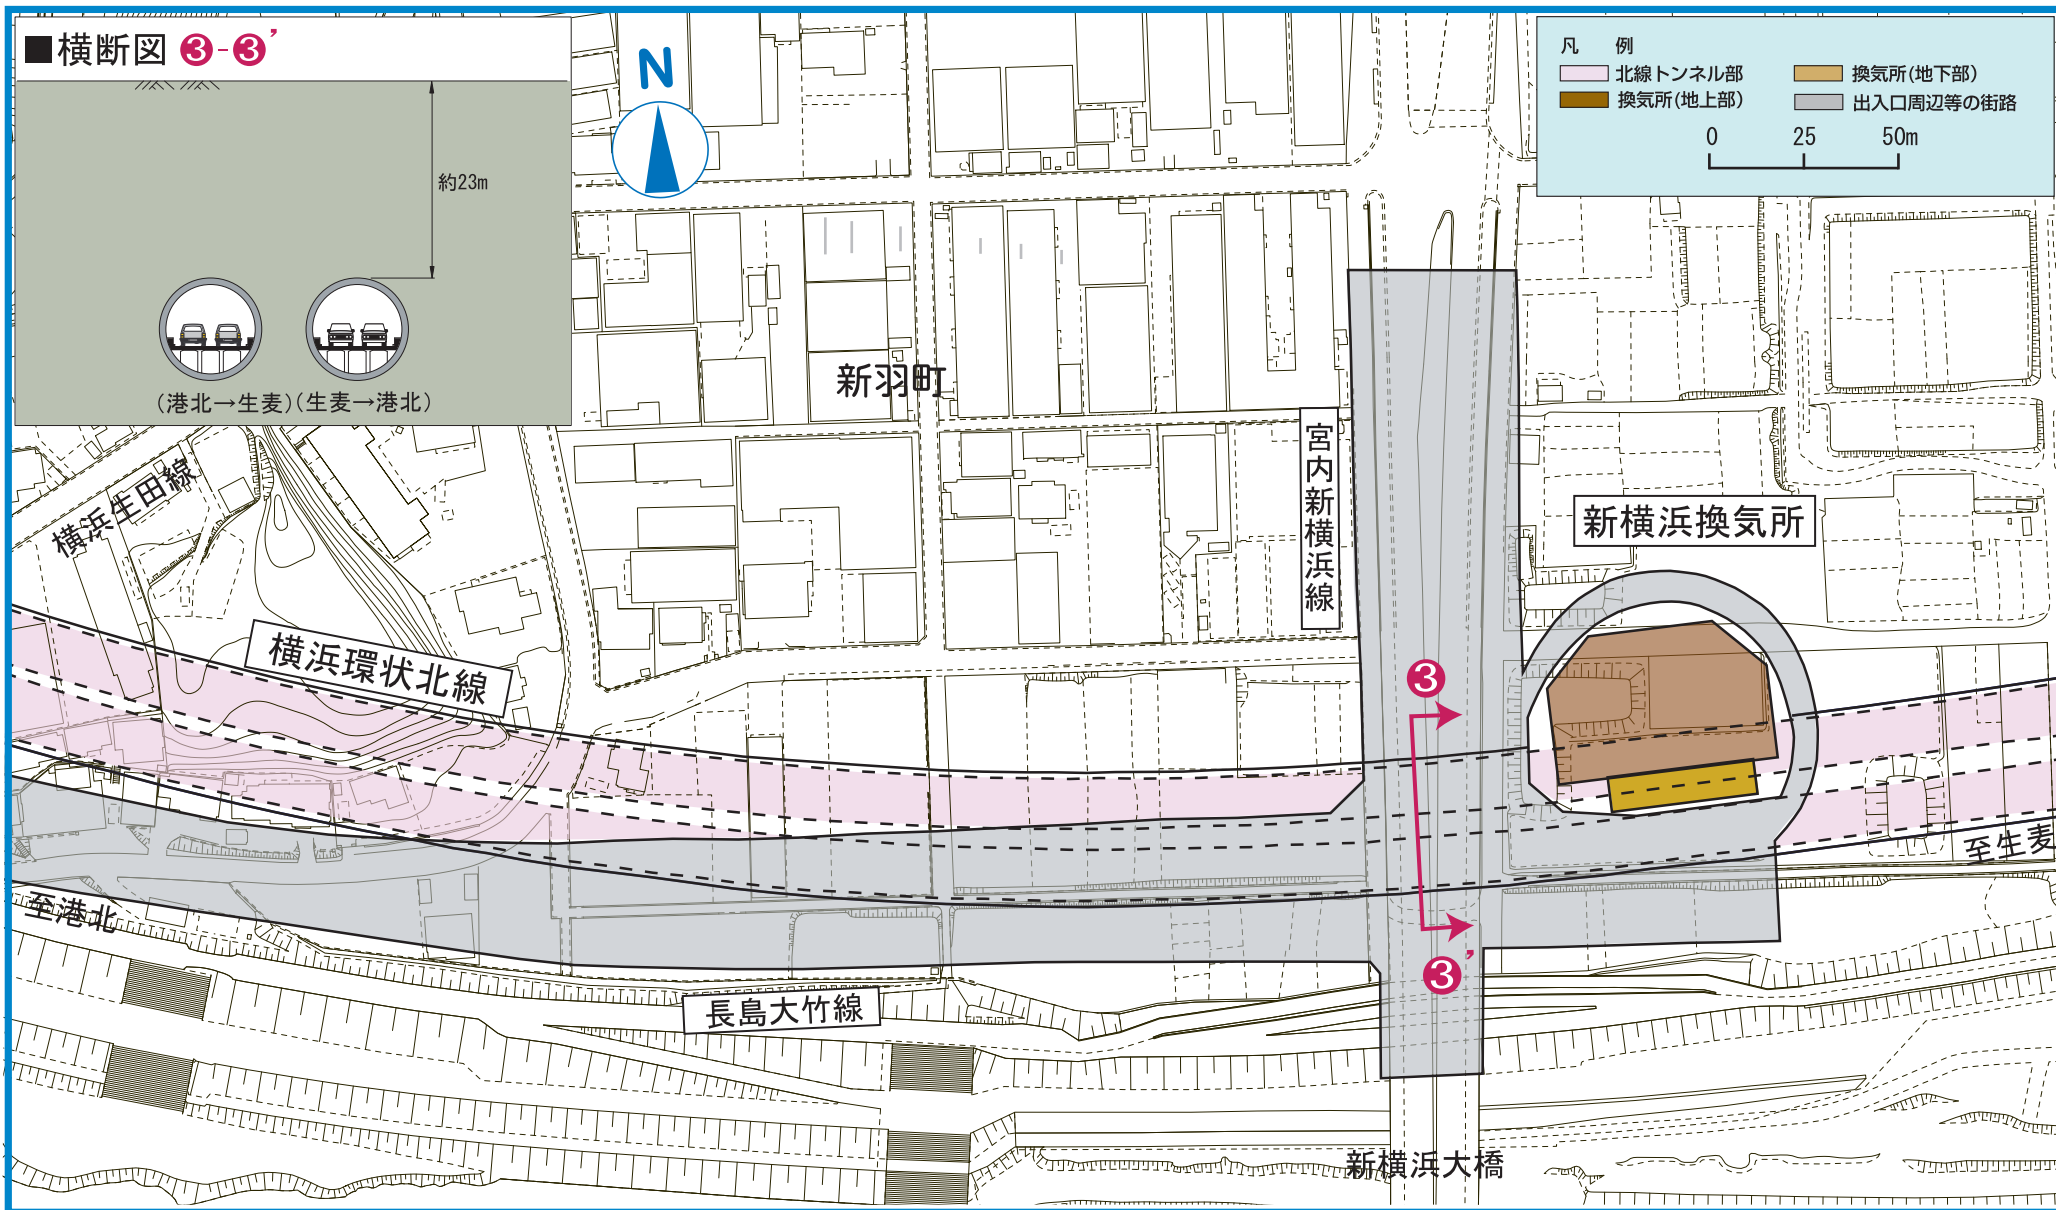 ■横断図 ❸-❸’
約23m
(港北→生麦)(生麦→港北)
N
凡 例
北線トンネル部
換気所(地下部)
換気所(地上部)
出入口周辺等の街路
0 25 50m
新羽町
宮内新横浜線
横浜生田線
新横浜換気所
横浜環状北線
❸
至生麦
至港北
❸’
長島大竹線
新横浜大橋